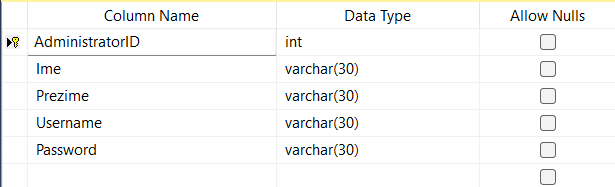 Column Name Data Type Allow Nulls
AdministratorID int
Ime varchar(30)
Prezime varchar(30)
Username varchar(30)
Password varchar(30)